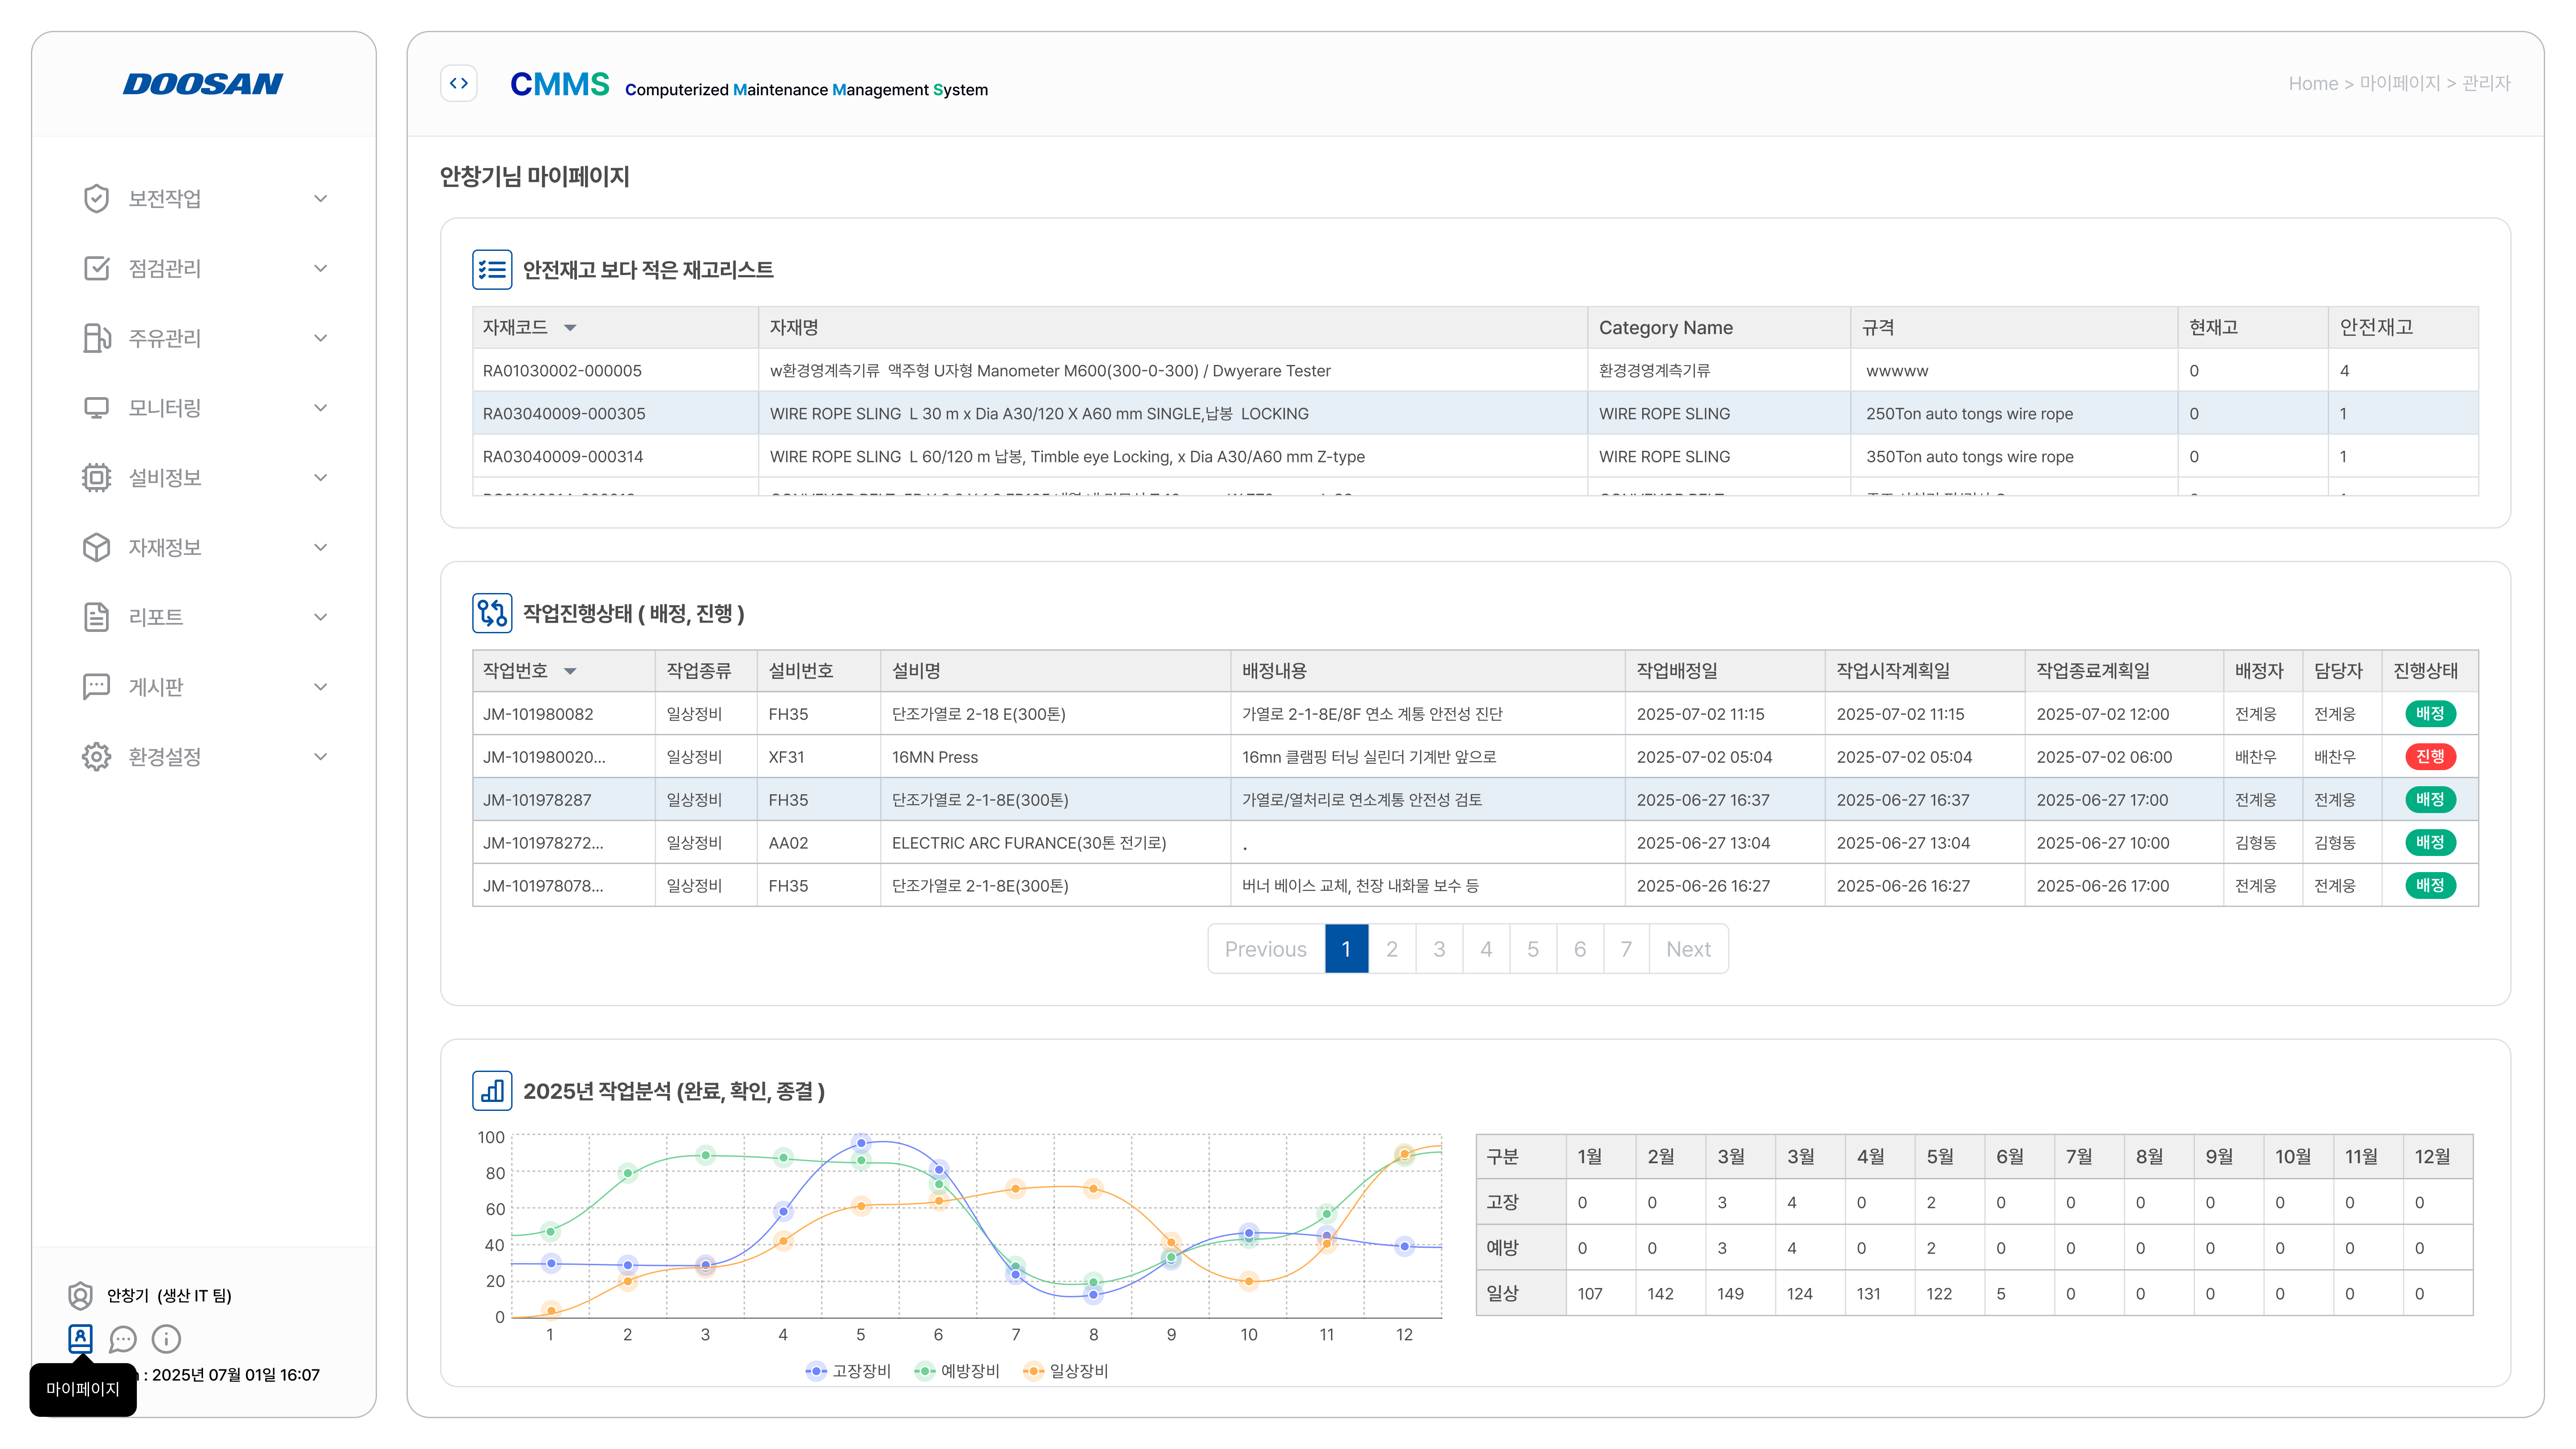 DOOSAN
보전작업
점검관리
주유관리
모니터링
설비정보
자재정보
리포트
게시판
환경설정
안창기 (생산 IT 팀)
: 2025년 07월 01일 16:07
마이페이지
CMMS Computerized Maintenance Management System
Home > 마이페이지 > 관리자
안창기님 마이페이지
안전재고 보다 적은 재고리스트
자재코드 자재명 Category Name 규격 현재고 안전재고
RA01030002-000005 w환경영계측기류 액주형 U자형 Manometer M600(300-0-300) / Dwyerare Tester 환경경영계측기류 wwwww 0 4
RA03040009-000305 WIRE ROPE SLING L 30 m x Dia A30/120 X A60 mm SINGLE,납봉 LOCKING WIRE ROPE SLING 250Ton auto tongs wire rope 0 1
RA03040009-000314 WIRE ROPE SLING L 60/120 m 납봉, Timble eye Locking, x Dia A30/A60 mm Z-type WIRE ROPE SLING 350Ton auto tongs wire rope 0 1
작업진행상태 ( 배정, 진행 )
작업번호 작업종류 설비번호 설비명 배정내용 작업배정일 작업시작계획일 작업종료계획일 배정자 담당자 진행상태
JM-101980082 일상정비 FH35 단조가열로 2-18 E(300톤) 가열로 2-1-8E/8F 연소 계통 안전성 진단 2025-07-02 11:15 2025-07-02 11:15 2025-07-02 12:00 전계웅 전계웅 배정
JM-101980020... 일상정비 XF31 16MN Press 16mn 클램핑 터닝 실린더 기계반 앞으로 2025-07-02 05:04 2025-07-02 05:04 2025-07-02 06:00 배찬우 배찬우 진행
JM-101978287 일상정비 FH35 단조가열로 2-1-8E(300톤) 가열로/열처리로 연소계통 안전성 검토 2025-06-27 16:37 2025-06-27 16:37 2025-06-27 17:00 전계웅 전계웅 배정
JM-101978272... 일상정비 AA02 ELECTRIC ARC FURANCE(30톤 전기로) . 2025-06-27 13:04 2025-06-27 13:04 2025-06-27 10:00 김형동 김형동 배정
JM-101978078... 일상정비 FH35 단조가열로 2-1-8E(300톤) 버너 베이스 교체, 천장 내화물 보수 등 2025-06-26 16:27 2025-06-26 16:27 2025-06-26 17:00 전계웅 전계웅 배정
Previous 1 2 3 4 5 6 7 Next
2025년 작업분석 (완료, 확인, 종결 )
100
80
60
40
20
0
1 2 3 4 5 6 7 8 9 10 11 12
고장장비 예방장비 일상장비
구분 1월 2월 3월 3월 4월 5월 6월 7월 8월 9월 10월 11월 12월
고장 0 0 3 4 0 2 0 0 0 0 0 0 0
예방 0 0 3 4 0 2 0 0 0 0 0 0 0
일상 107 142 149 124 131 122 5 0 0 0 0 0 0